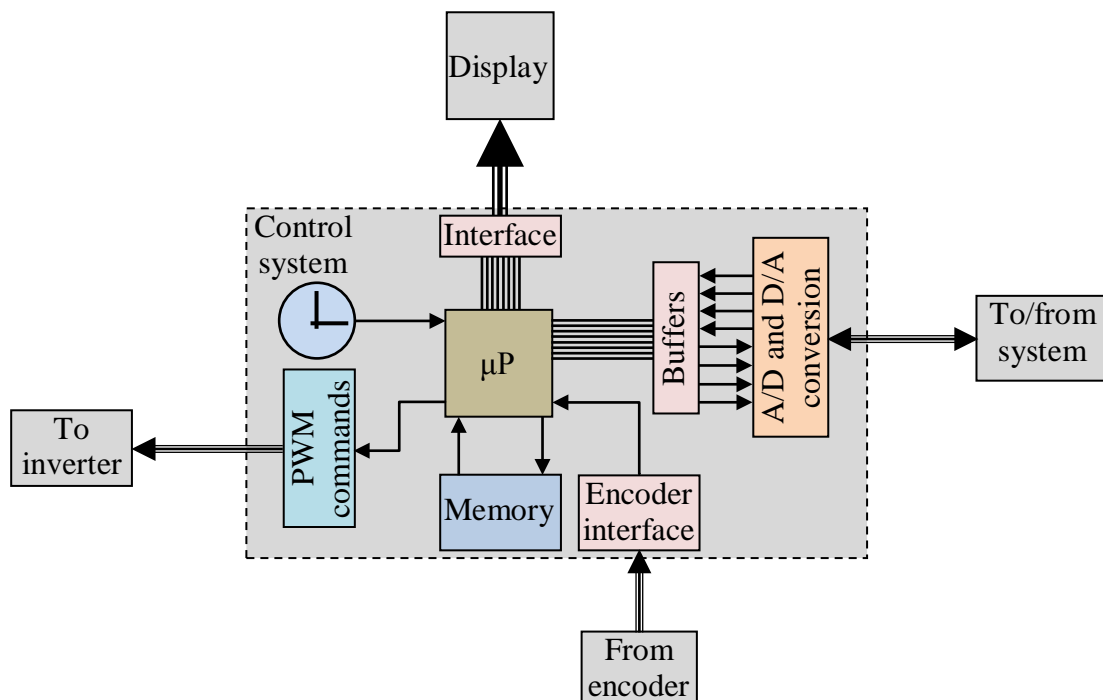 Display
Control
system
Interface
Buffers
A/D and D/A
conversion
To/from
system
μP
PWM
commands
To
inverter
Memory
Encoder
interface
From
encoder